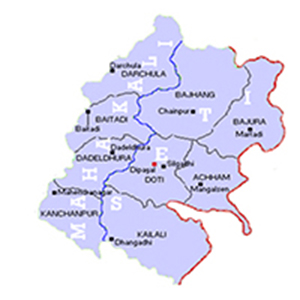 Darchula
DARCHULA
BAJHANG
Chainpur
BAITADI
Baitadi
BAJURA
Martadi
Dadeldhura
DADELDHURA
Silgadhi
Dipayal
DOTI
ACHHAM
Mangalsen
Mahendranagar
KANCHANPUR
KAILALI
Dhangadhi
MAHAKALI
SETI